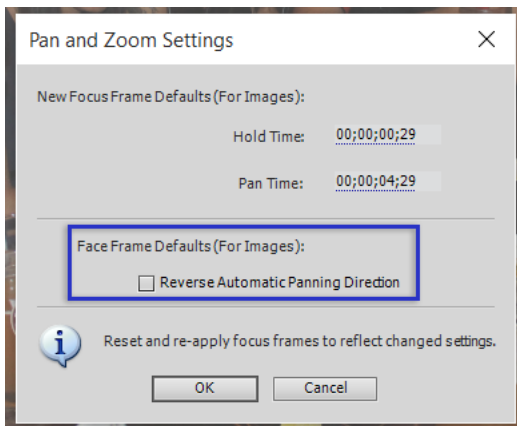 Pan and Zoom Settings
New Focus Frame Defaults (For Images):
Hold Time: 00;00;00;29
Pan Time: 00;00;04;29
Face Frame Defaults (For Images):
Reverse Automatic Panning Direction
Reset and re-apply focus frames to reflect changed settings.
OK Cancel